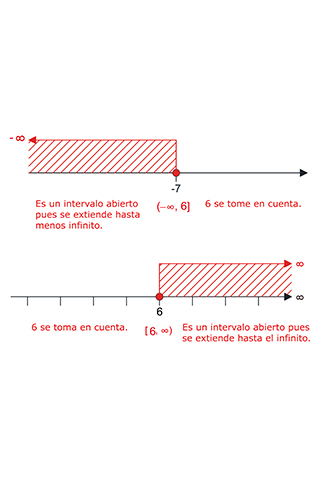 - ∞
-7
Es un intervalo abierto
pues se extiende hasta
menos infinito.
(−∞, 6]
6 se tome en cuenta.
∞
∞
6
6 se toma en cuenta.
[6, ∞)
Es un intervalo abierto pues
se extiende hasta el infinito.